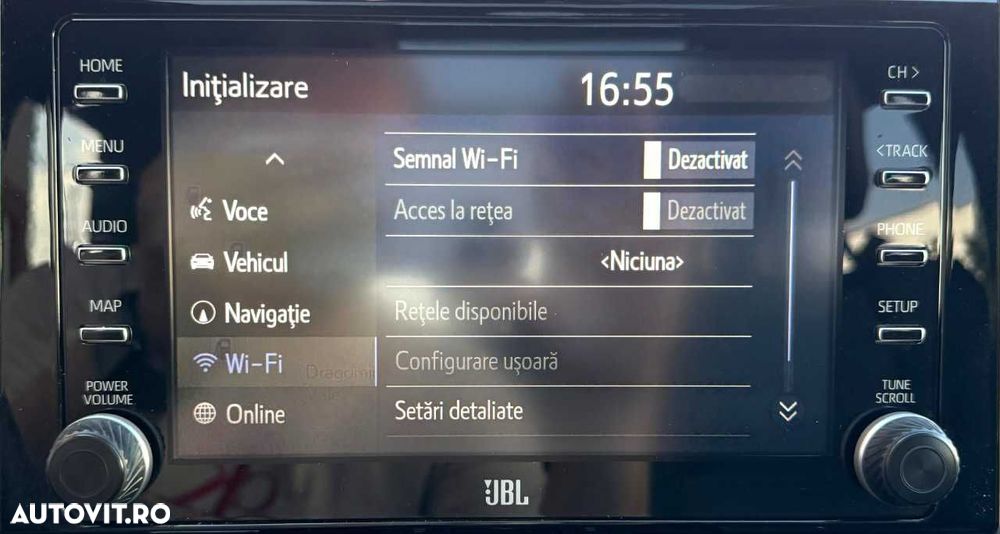 HOME
MENU
AUDIO
MAP
POWER
VOLUME
Iniţializare
16:55
Voce
Vehicul
Navigaţie
Wi-Fi
Online
Semnal Wi-Fi Dezactivat
Acces la reţea Dezactivat
<Niciuna>
Reţele disponibile
Configurare uşoară
Setări detaliate
CH >
<TRACK
PHONE
SETUP
TUNE
SCROLL
JBL
AUTOVIT.RO